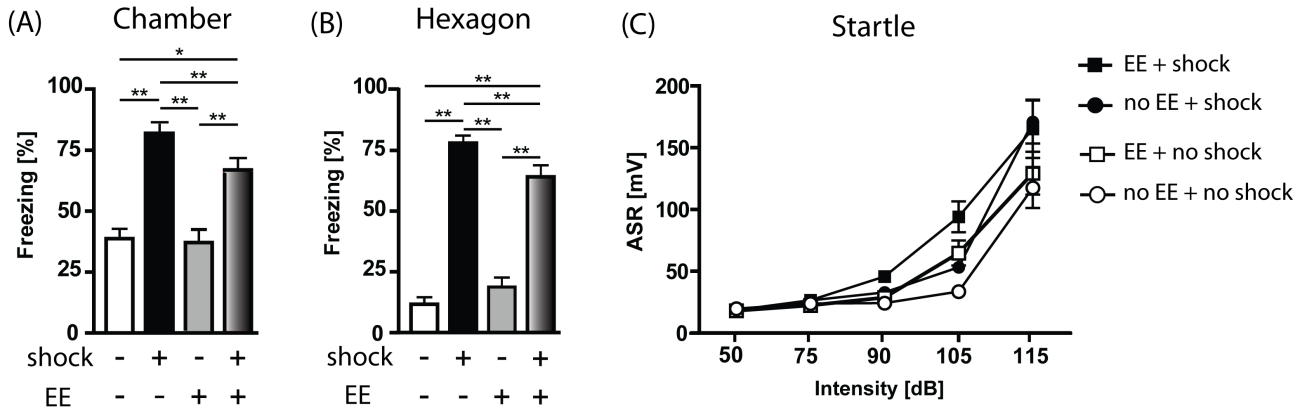 (A) Chamber
*
**
** **
**
100
75
50
25
0
Freezing [%]
shock - + - +
EE - - + +
(B) Hexagon
**
**
** **
**
100
75
50
25
0
Freezing [%]
shock - + - +
EE - - + +
(C) Startle
200
150
100
50
0
ASR [mV]
50 75 90 105 115
Intensity [dB]
EE + shock
no EE + shock
EE + no shock
no EE + no shock